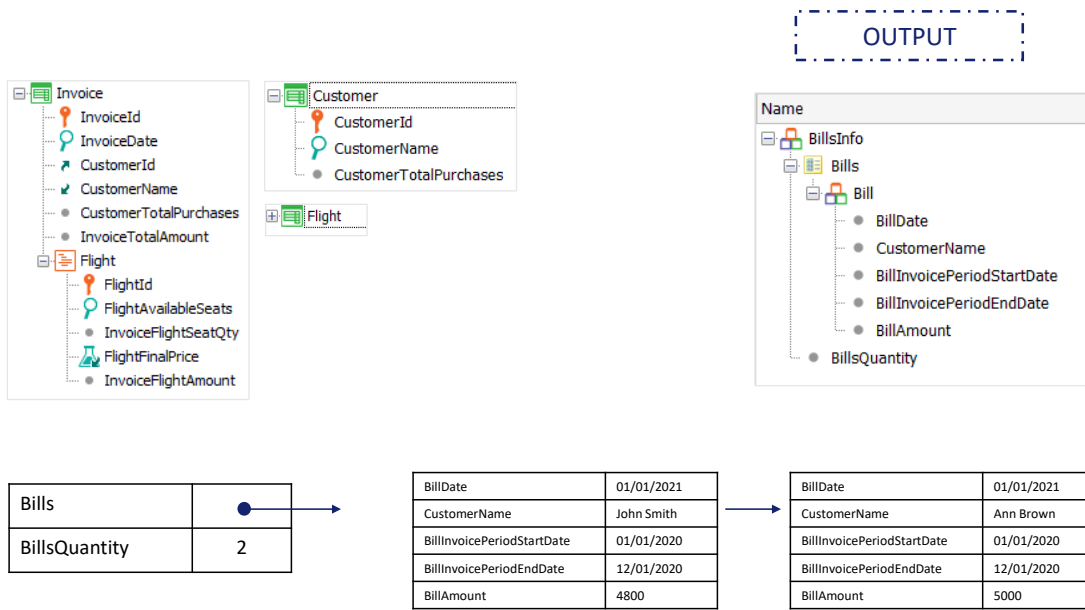 OUTPUT
Invoice
InvoiceId
InvoiceDate
CustomerId
CustomerName
CustomerTotalPurchases
InvoiceTotalAmount
Flight
FlightId
FlightAvailableSeats
InvoiceFlightSeatQty
FlightFinalPrice
InvoiceFlightAmount
Customer
CustomerId
CustomerName
CustomerTotalPurchases
Flight
Name
BillsInfo
Bills
Bill
BillDate
CustomerName
BillInvoicePeriodStartDate
BillInvoicePeriodEndDate
BillAmount
BillsQuantity
Bills
BillsQuantity 2
BillDate 01/01/2021
CustomerName John Smith
BillInvoicePeriodStartDate 01/01/2020
BillInvoicePeriodEndDate 12/01/2020
BillAmount 4800
BillDate 01/01/2021
CustomerName Ann Brown
BillInvoicePeriodStartDate 01/01/2020
BillInvoicePeriodEndDate 12/01/2020
BillAmount 5000